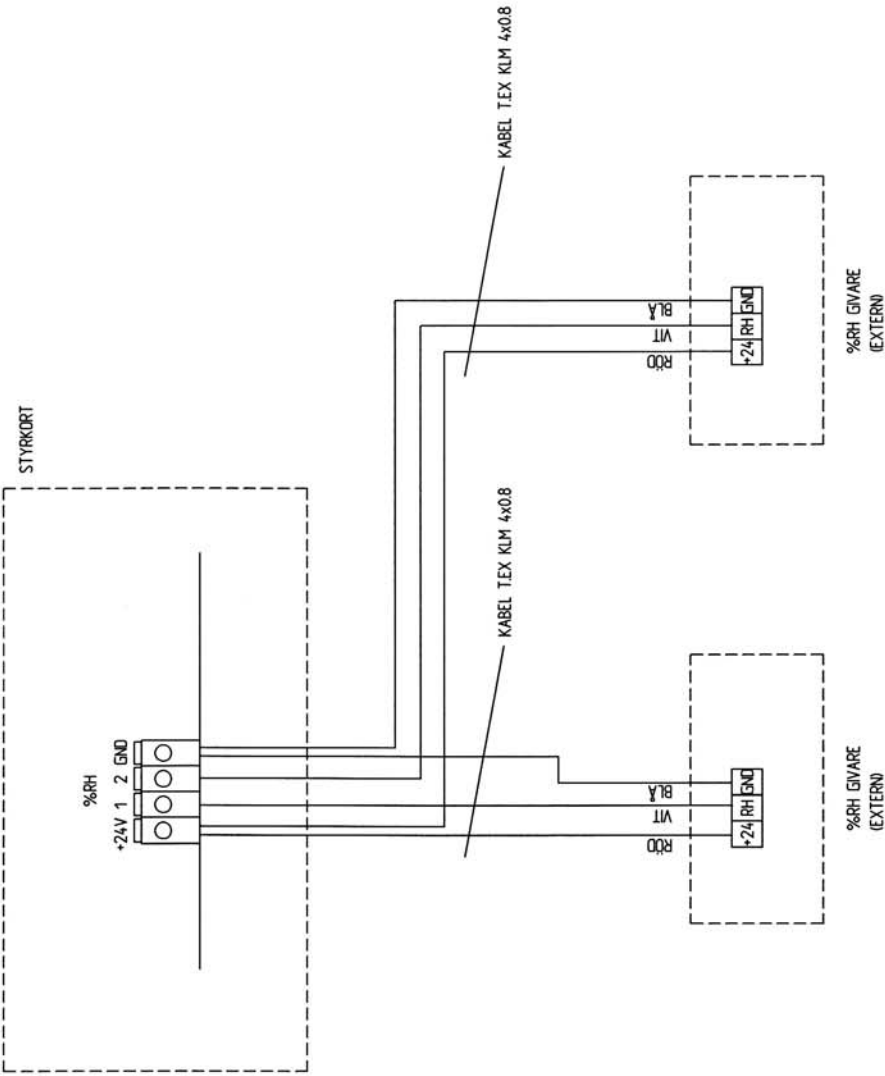 STYRKORT
%RH
+24V 1 2 GND
KABEL T.EX KLM 4x0.8
KABEL T.EX KLM 4x0.8
RÖD VIT BLÅ
+24 RH GND
%RH GIVARE
(EXTERN)
RÖD VIT BLÅ
+24 RH GND
%RH GIVARE
(EXTERN)